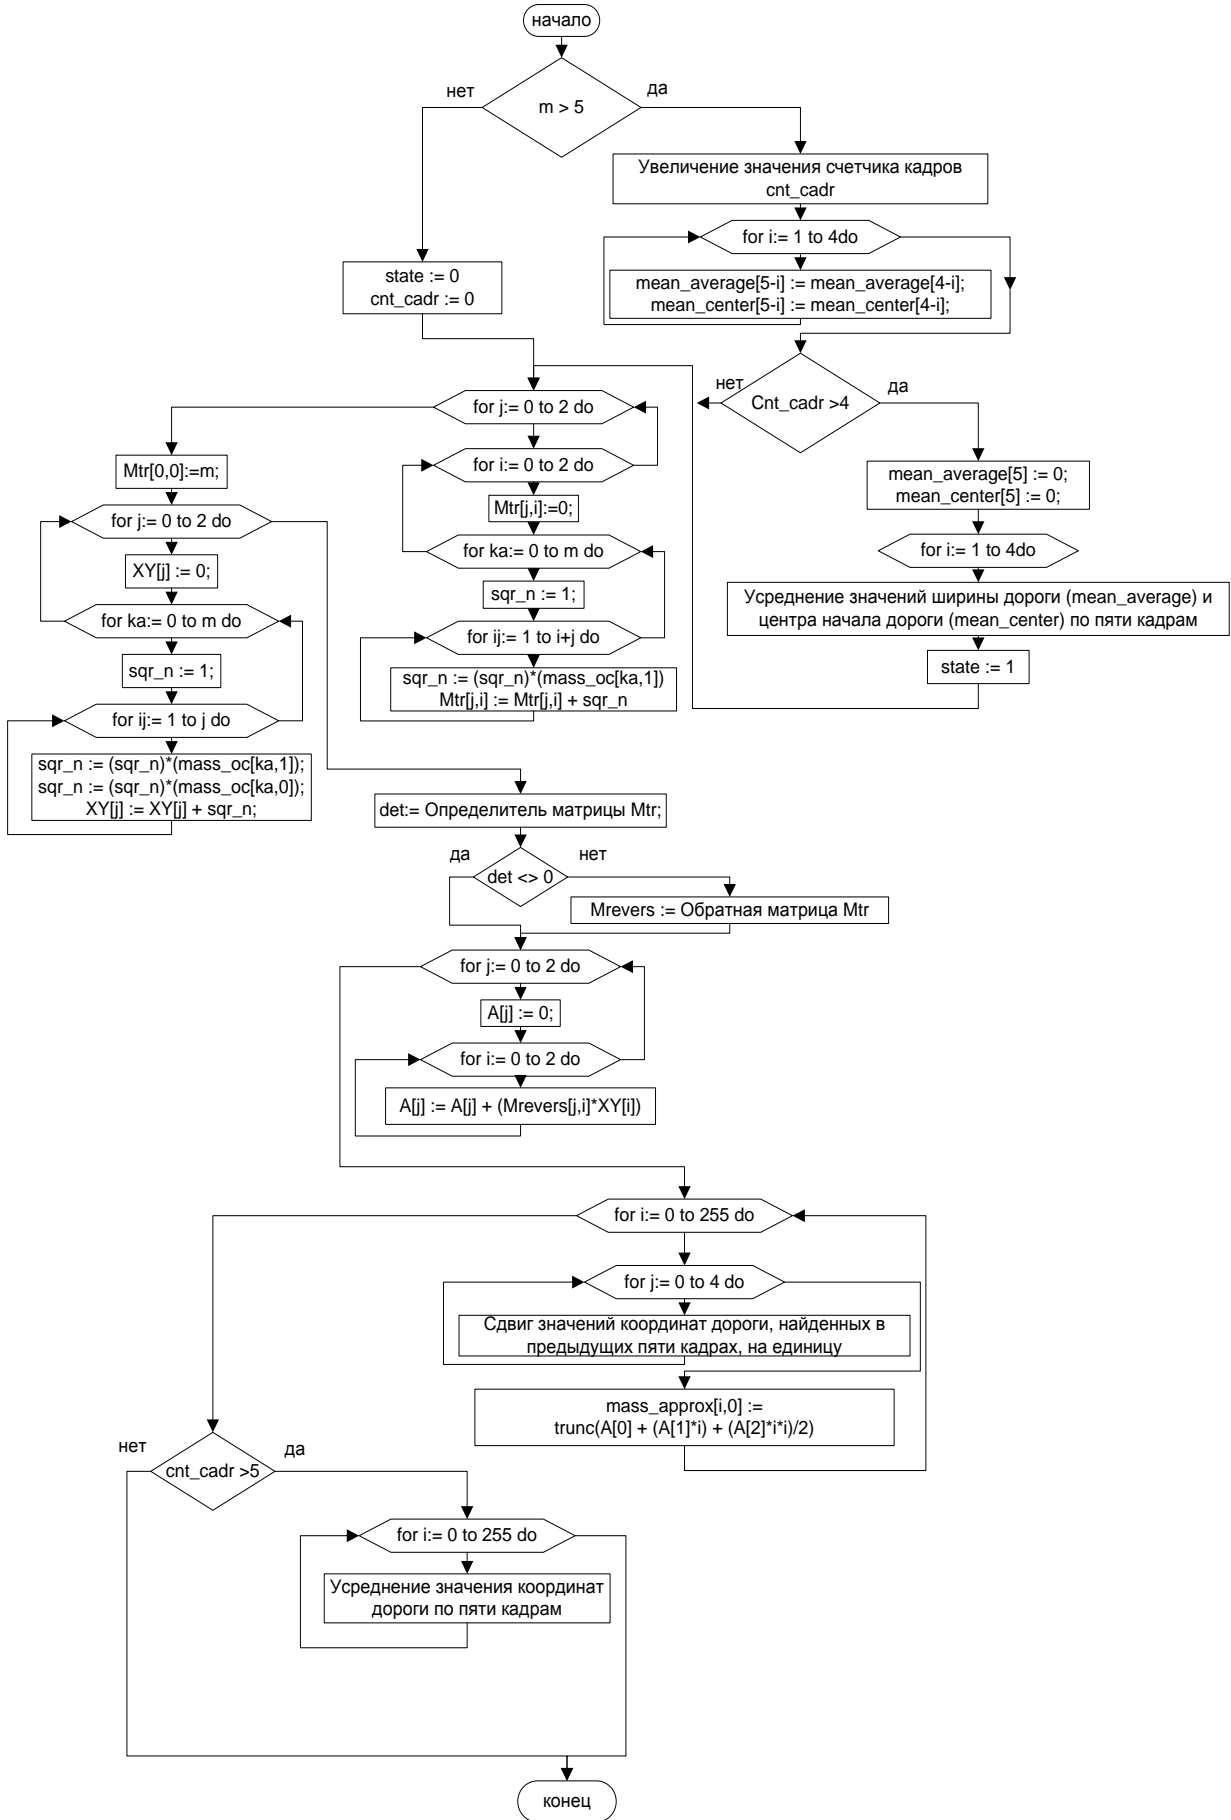 начало
m > 5
нет
да
Увеличение значения счетчика кадров
cnt_cadr
for i:= 1 to 4do
mean_average[5-i] := mean_average[4-i];
mean_center[5-i] := mean_center[4-i];
state := 0
cnt_cadr := 0
Cnt_cadr >4
нет
да
mean_average[5] := 0;
mean_center[5] := 0;
for i:= 1 to 4do
Усреднение значений ширины дороги (mean_average) и
центра начала дороги (mean_center) по пяти кадрам
state := 1
for j:= 0 to 2 do
for i:= 0 to 2 do
Mtr[j,i]:=0;
for ka:= 0 to m do
sqr_n := 1;
for ij:= 1 to i+j do
sqr_n := (sqr_n)*(mass_oc[ka,1])
Mtr[j,i] := Mtr[j,i] + sqr_n
Mtr[0,0]:=m;
for j:= 0 to 2 do
XY[j] := 0;
for ka:= 0 to m do
sqr_n := 1;
for ij:= 1 to j do
sqr_n := (sqr_n)*(mass_oc[ka,1]);
sqr_n := (sqr_n)*(mass_oc[ka,0]);
XY[j] := XY[j] + sqr_n;
det:= Определитель матрицы Mtr;
да
нет
det <> 0
Mrevers := Обратная матрица Mtr
for j:= 0 to 2 do
A[j] := 0;
for i:= 0 to 2 do
A[j] := A[j] + (Mrevers[j,i]*XY[i])
for i:= 0 to 255 do
for j:= 0 to 4 do
Сдвиг значений координат дороги, найденных в
предыдущих пяти кадрах, на единицу
mass_approx[i,0] :=
trunc(A[0] + (A[1]*i) + (A[2]*i*i)/2)
нет
да
cnt_cadr >5
for i:= 0 to 255 do
Усреднение значения координат
дороги по пяти кадрам
конец